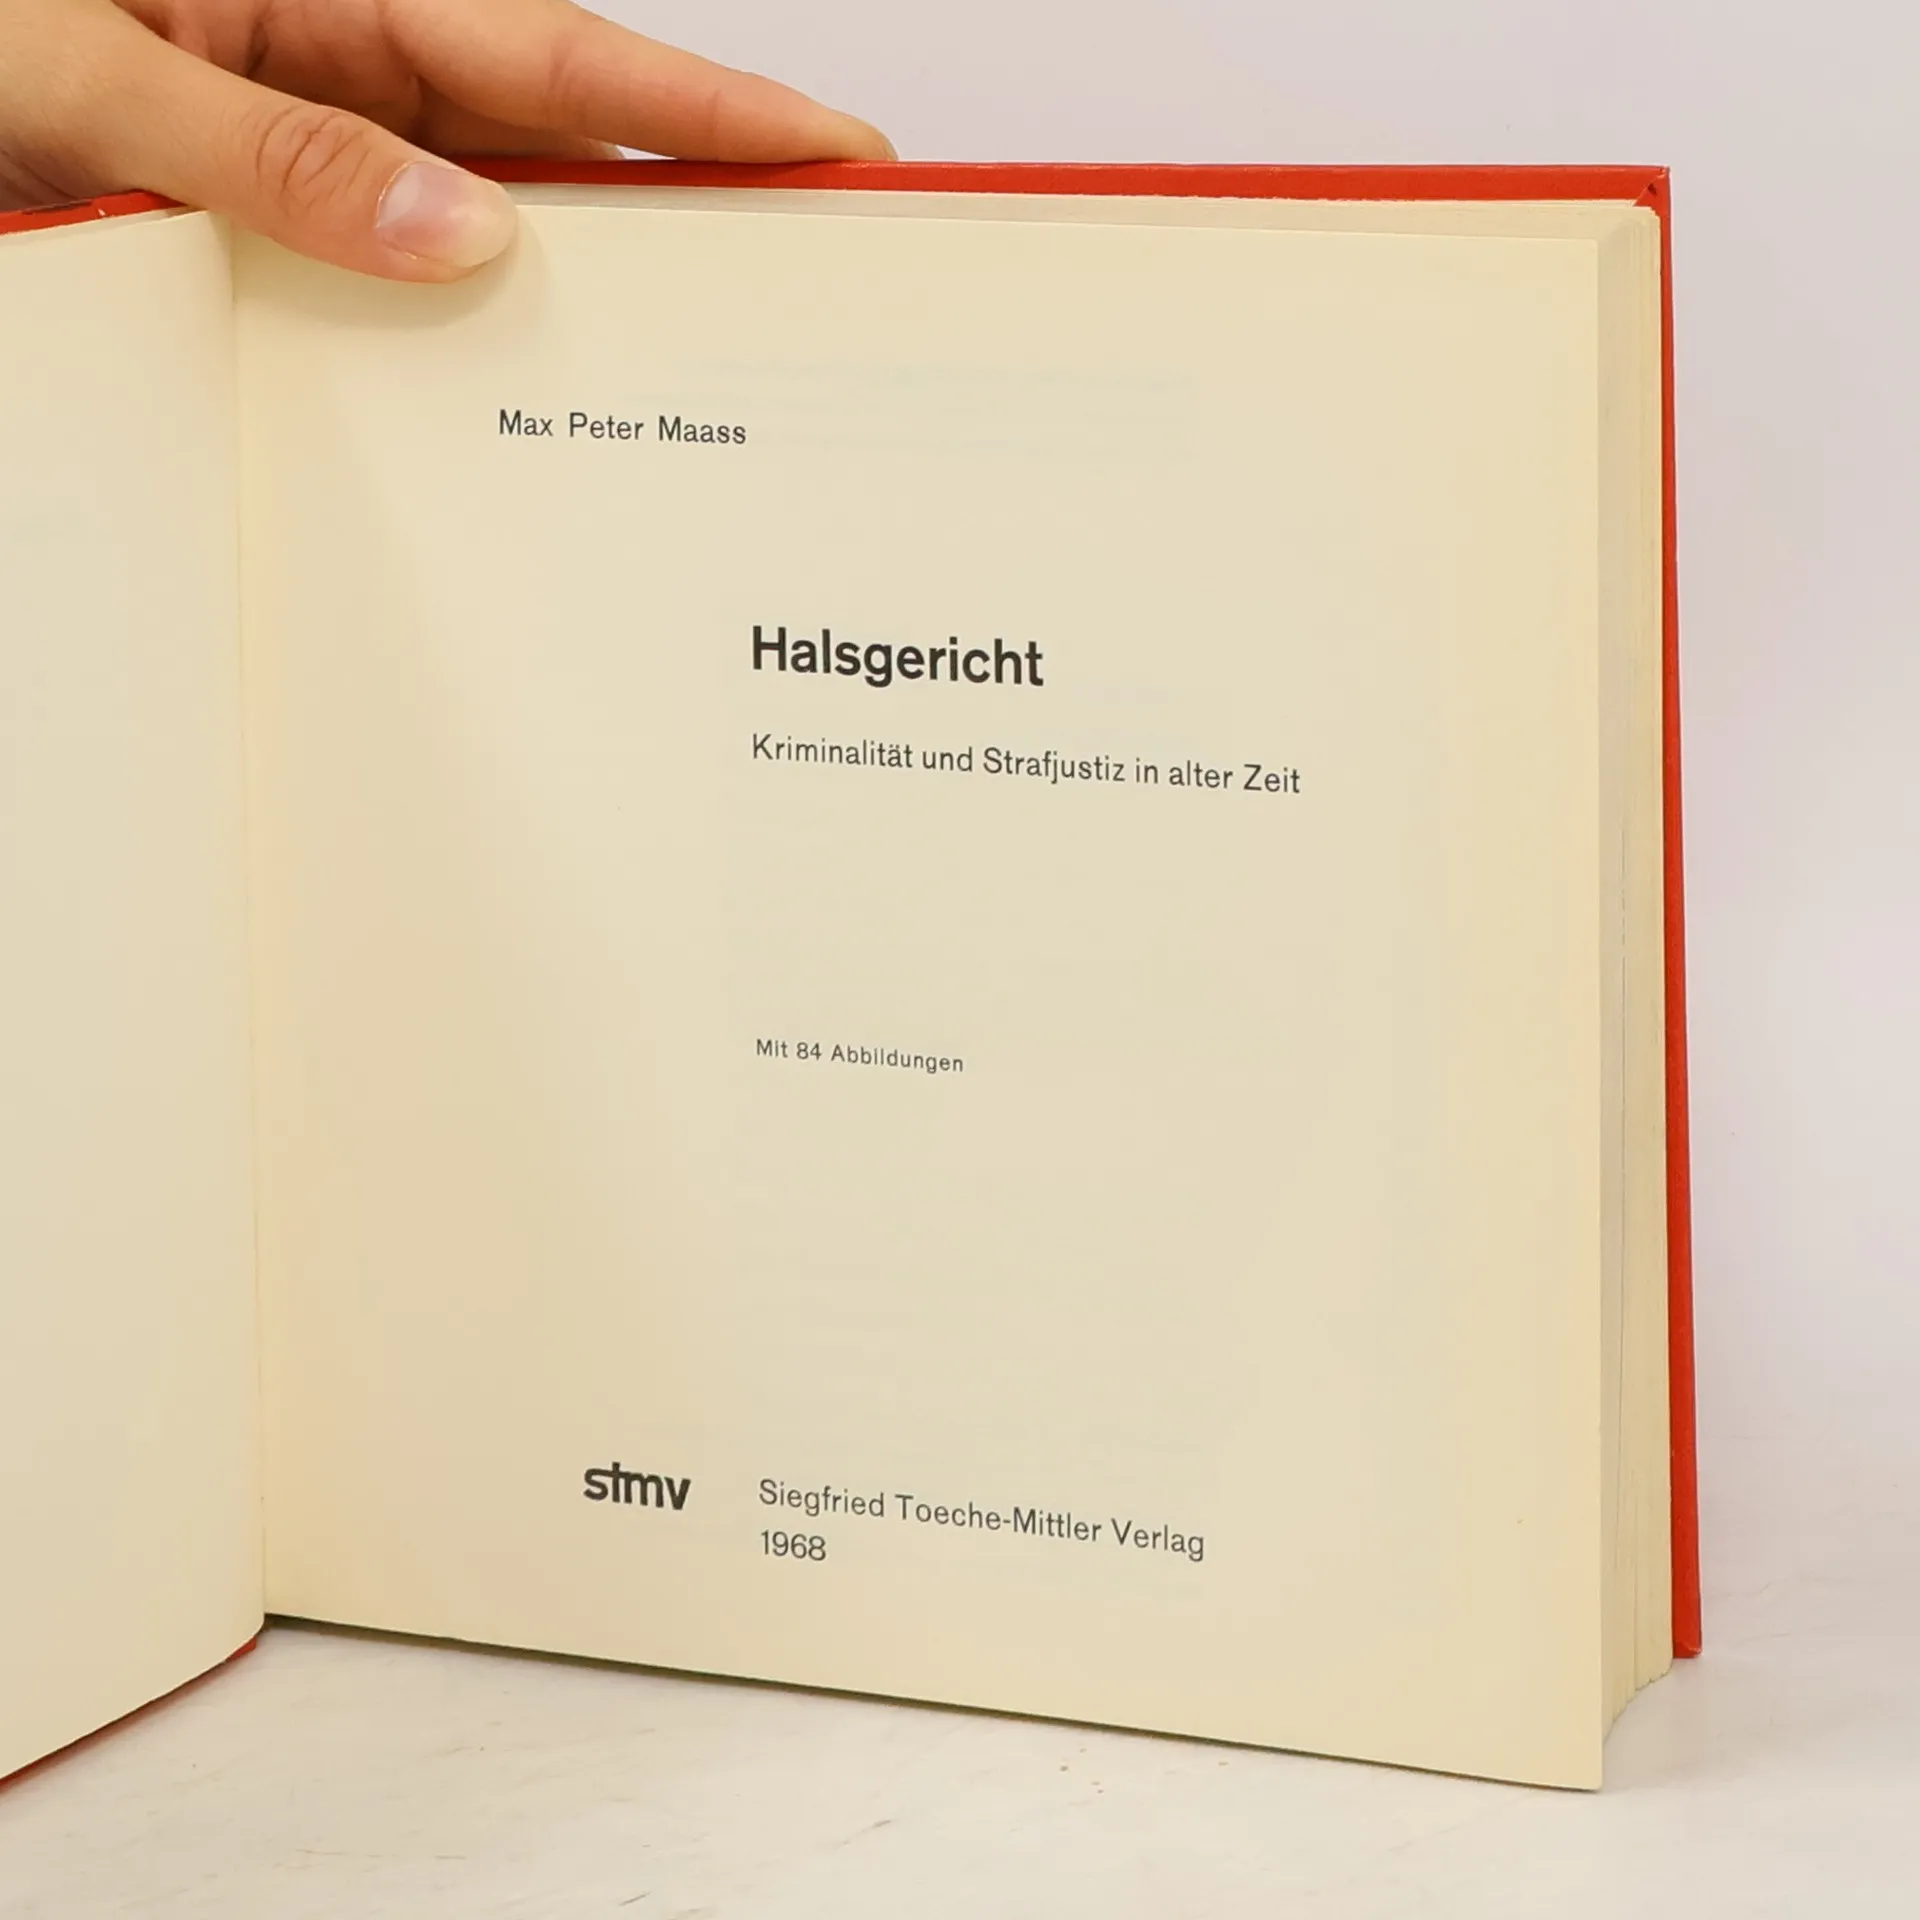 Max Peter Maass
Halsgericht
Kriminalität und Strafjustiz in alter Zeit
Mit 84 Abbildungen
stmv
Siegfried Toeche-Mittler Verlag
1968